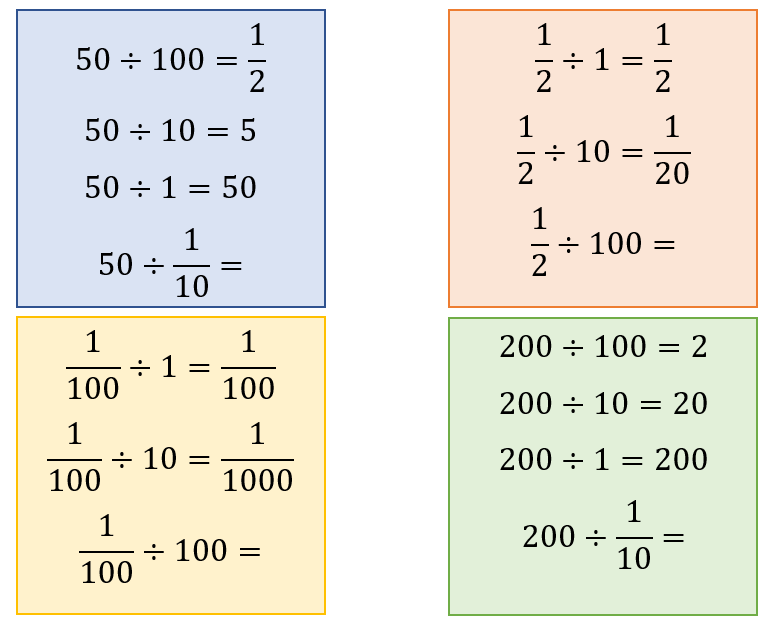 50 ÷ 100 = 1/2
50 ÷ 10 = 5
50 ÷ 1 = 50
50 ÷ 1/10 =
1/2 ÷ 1 = 1/2
1/2 ÷ 10 = 1/20
1/2 ÷ 100 =
1/100 ÷ 1 = 1/100
1/100 ÷ 10 = 1/1000
1/100 ÷ 100 =
200 ÷ 100 = 2
200 ÷ 10 = 20
200 ÷ 1 = 200
200 ÷ 1/10 =